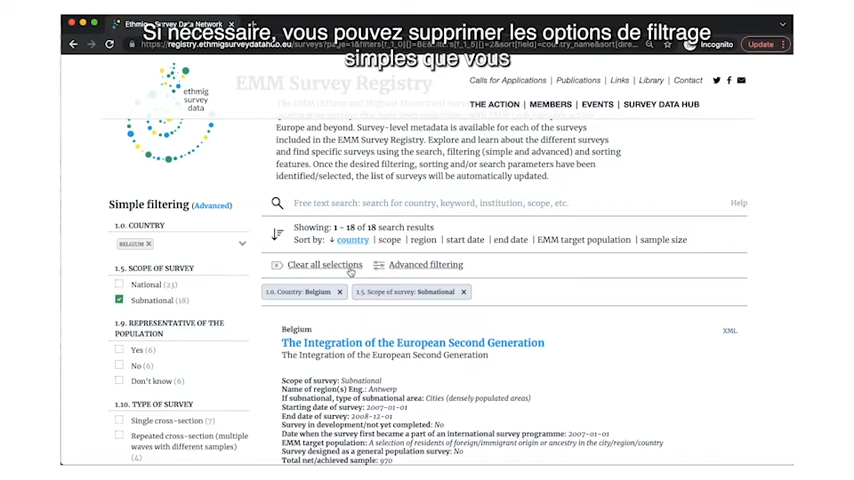 Si nécessaire, vous pouvez supprimer les options de filtrage
simples que vous
Ethmig - Survey Data Network
Incognito
Update
EMM Survey Registry
ethmig
survey
data
Calls for Applications | Publications | Links | Library | Contact
THE ACTION | MEMBERS | EVENTS | SURVEY DATA HUB
Europe and beyond. Survey-level metadata is available for each of the surveys
included in the EMM Survey Registry. Explore and learn about the different surveys
and find specific surveys using the search, filtering (simple and advanced) and sorting
features. Once the desired filtering, sorting and/or search parameters have been
identified/selected, the list of surveys will be automatically updated.
Simple filtering (Advanced)
Free text search: search for country, keyword, institution, scope, etc.
Help
Showing: 1 - 18 of 18 search results
Sort by: ↓ country | scope | region | start date | end date | EMM target population | sample size
Clear all selections
Advanced filtering
1.0. Country: Belgium ×
1.5. Scope of survey: Subnational ×
1.0. COUNTRY
BELGIUM ×
1.5. SCOPE OF SURVEY
National (23)
Subnational (18)
1.9. REPRESENTATIVE OF THE
POPULATION
Yes (6)
No (6)
Don't know (6)
1.10. TYPE OF SURVEY
Single cross-section (7)
Repeated cross-section (multiple
waves with different samples)
(4)
Belgium
XML
The Integration of the European Second Generation
The Integration of the European Second Generation
Scope of survey: Subnational
Name of region(s) Eng.: Antwerp
If subnational, type of subnational area: Cities (densely populated areas)
Starting date of survey: 2007-01-01
End date of survey: 2008-12-01
Survey in development/not yet completed: No
Date when the survey first became a part of an international survey programme: 2007-01-01
EMM target population: A selection of residents of foreign/immigrant origin or ancestry in the city/region/country
Survey designed as a general population survey: No
Total net/achieved sample: 970